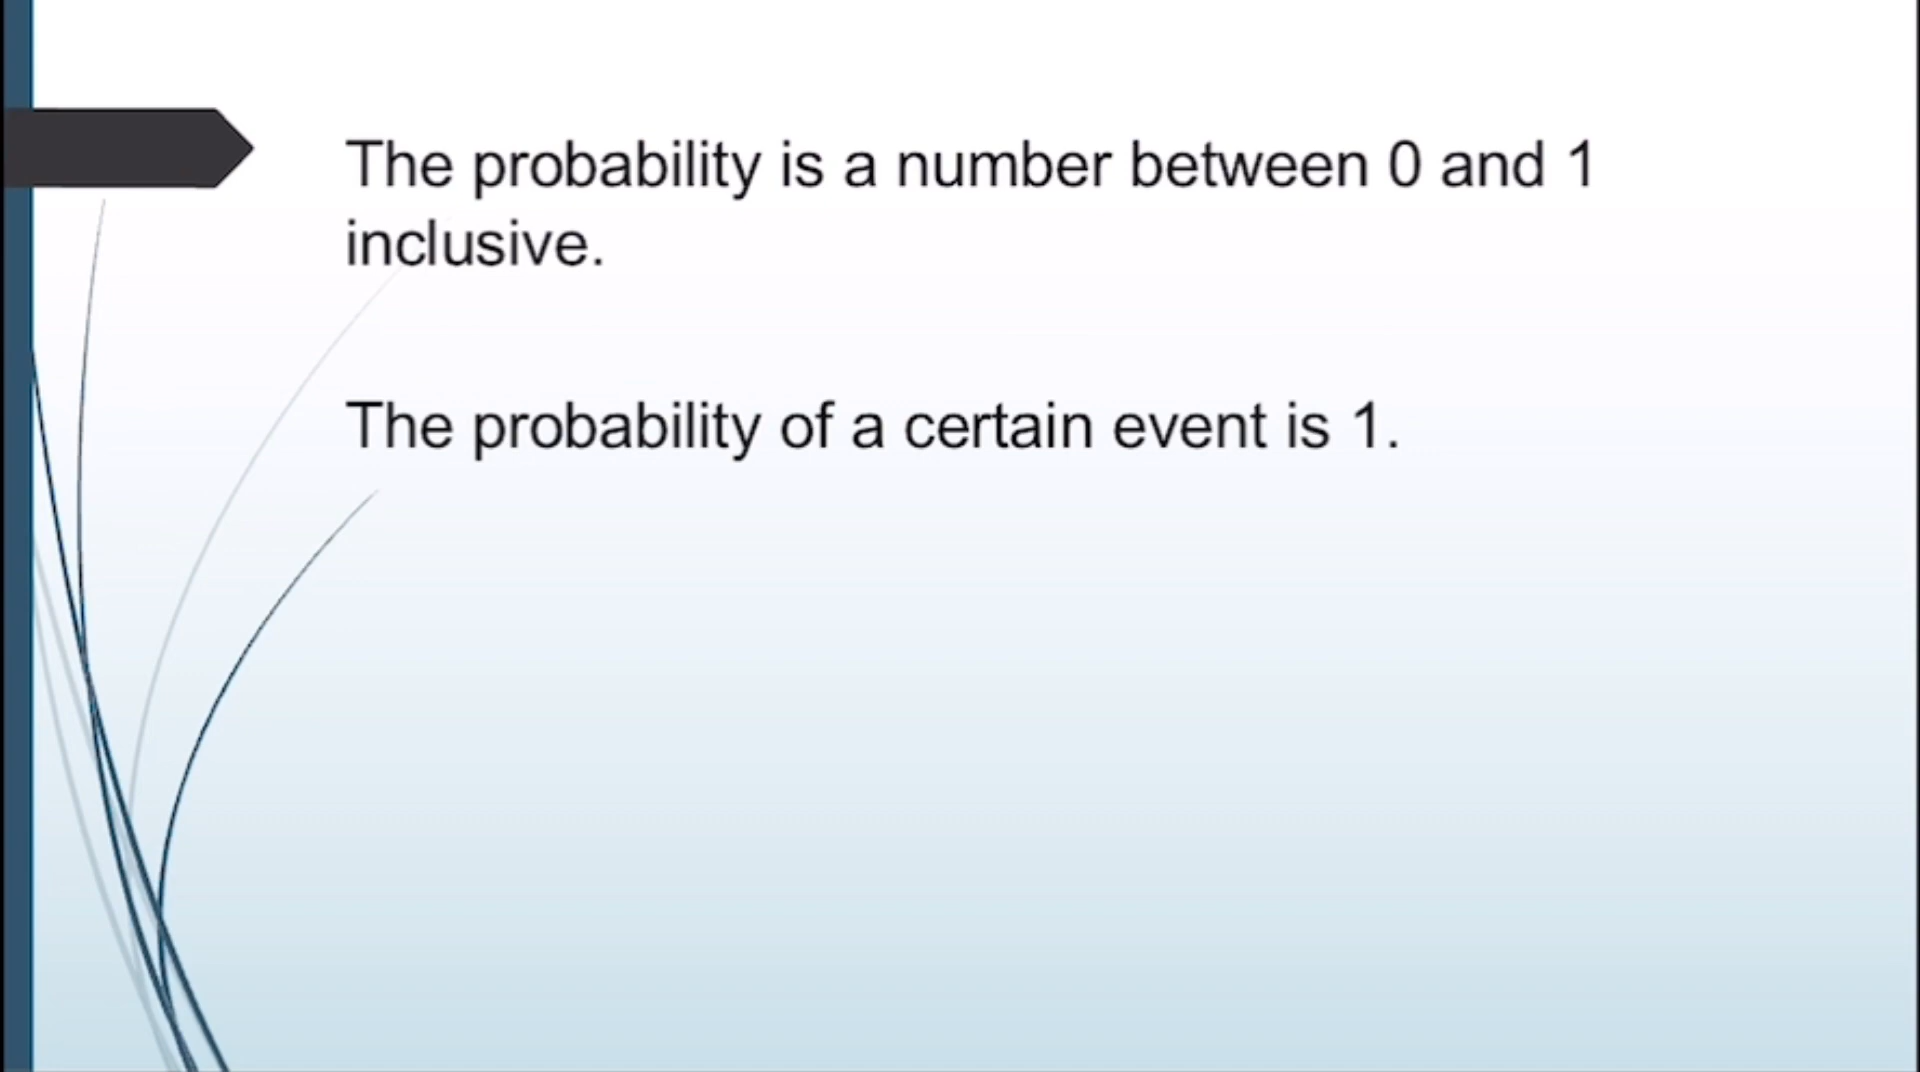 The probability is a number between 0 and 1
inclusive.
The probability of a certain event is 1.